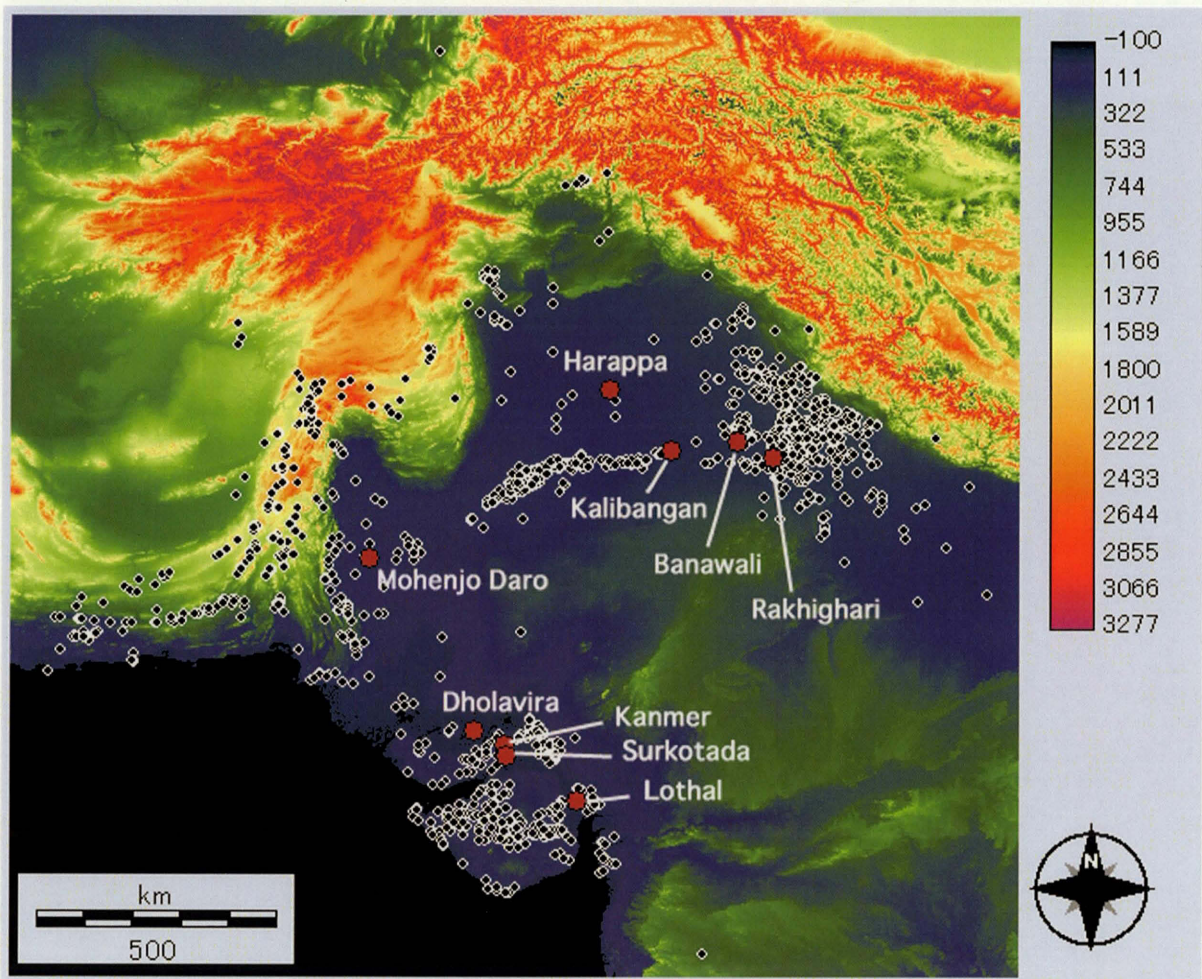 -100
111
322
533
744
955
1166
1377
1589
1800
2011
2222
2433
2644
2855
3066
3277
Harappa
Kalibangan
Banawali
Mohenjo Daro
Rakhighari
Dholavira
Kanmer
Surkotada
Lothal
N
km
500